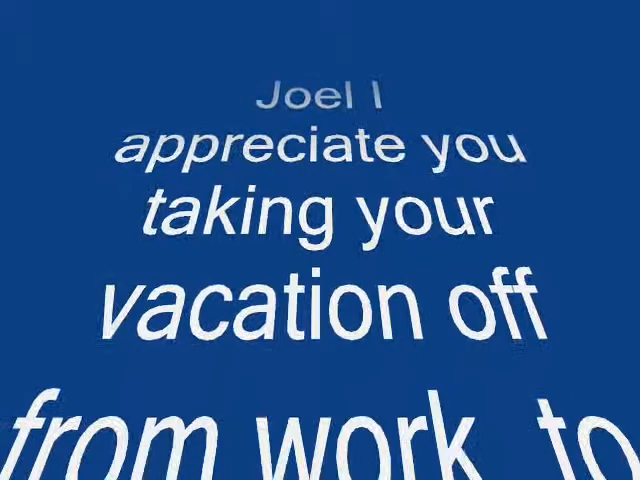 Joel I
appreciate you
taking your
vacation off
from work, to